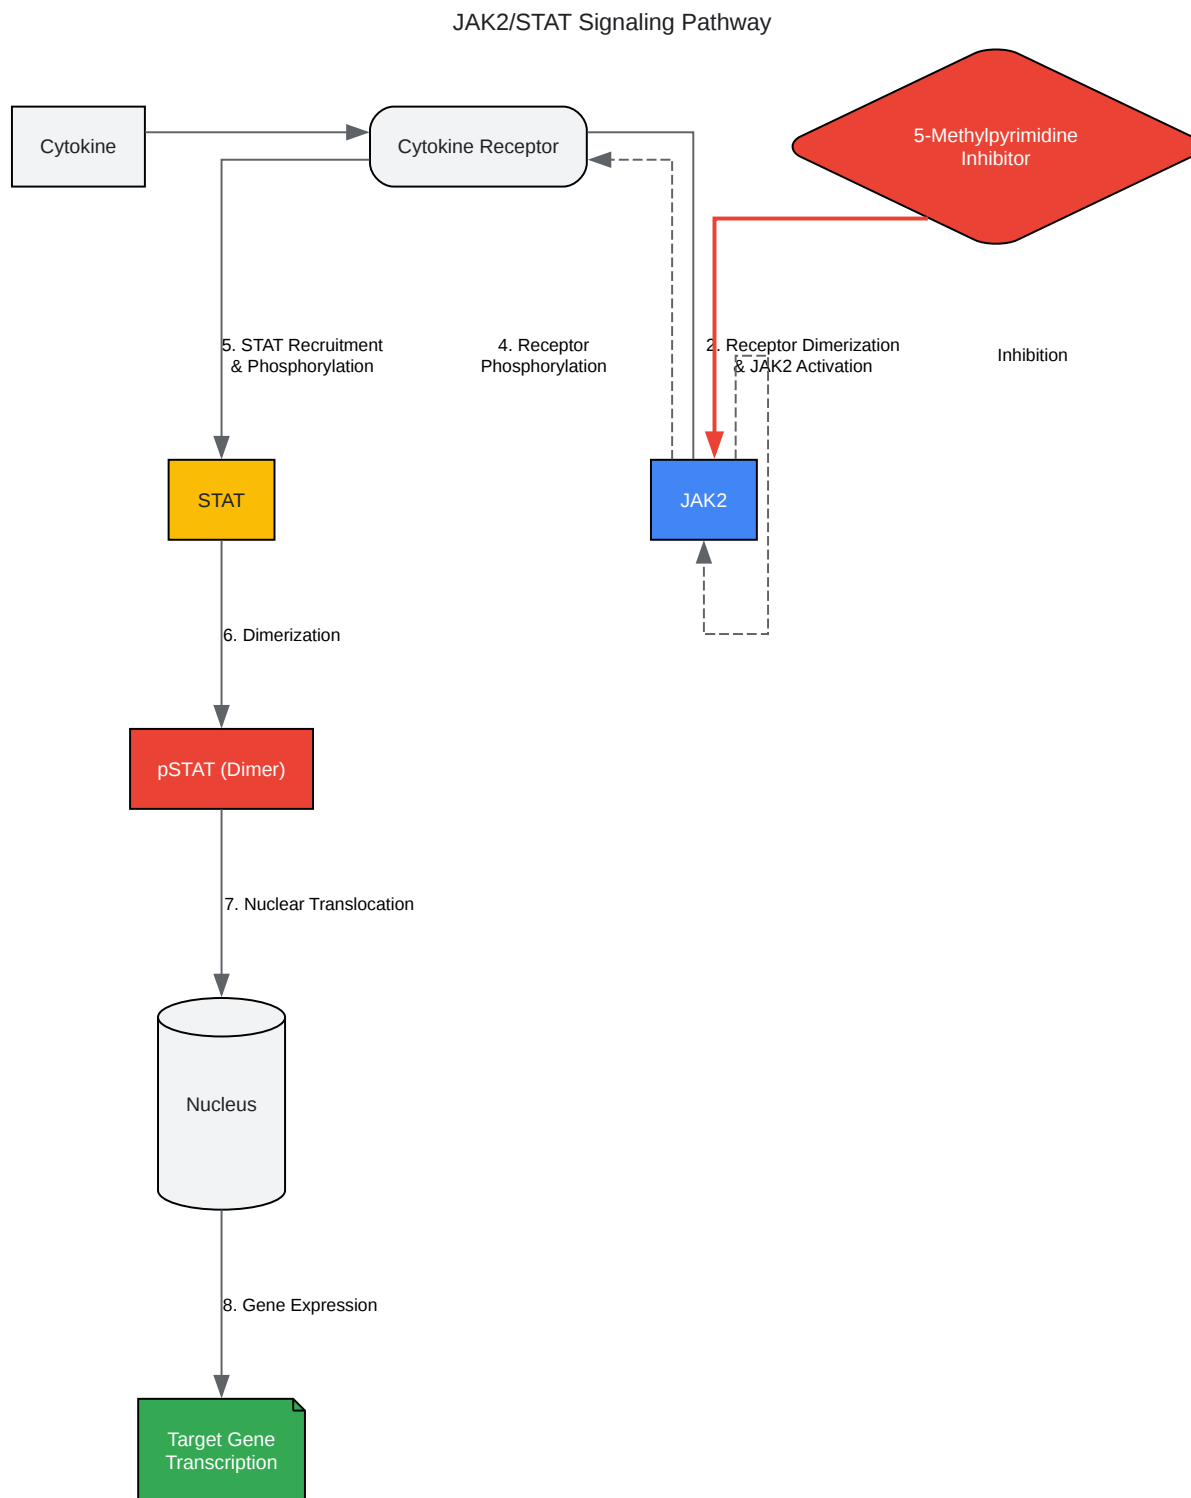 JAK2/STAT Signaling Pathway
Cytokine
Cytokine Receptor
5-Methylpyrimidine
Inhibitor
5. STAT Recruitment
& Phosphorylation
4. Receptor
Phosphorylation
2. Receptor Dimerization
& JAK2 Activation
Inhibition
STAT
JAK2
6. Dimerization
pSTAT (Dimer)
7. Nuclear Translocation
Nucleus
8. Gene Expression
Target Gene
Transcription